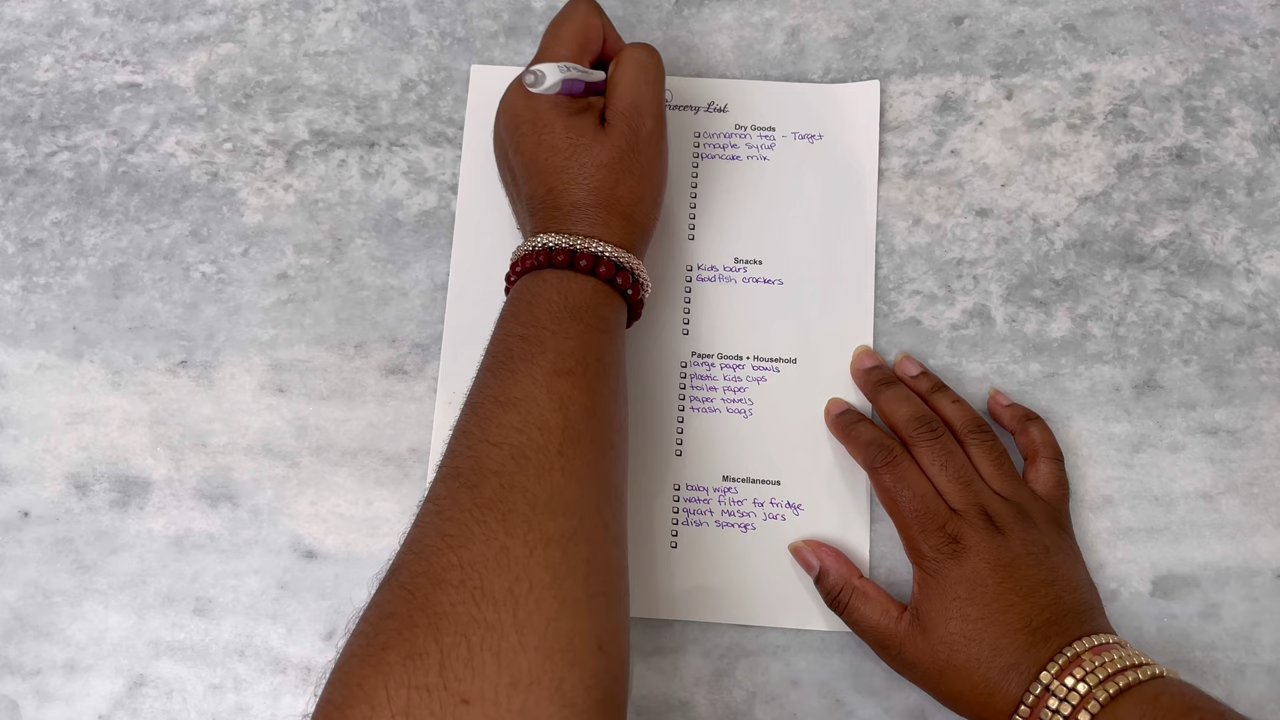 Grocery List
Dry Goods
cinnamon tea - Target
maple syrup
pancake mix
Snacks
Kids bars
Goldfish crackers
Paper Goods + Household
large paper bowls
plastic kids cups
toilet paper
paper towels
trash bags
Miscellaneous
baby wipes
water filter for fridge
quart Mason jars
dish sponges